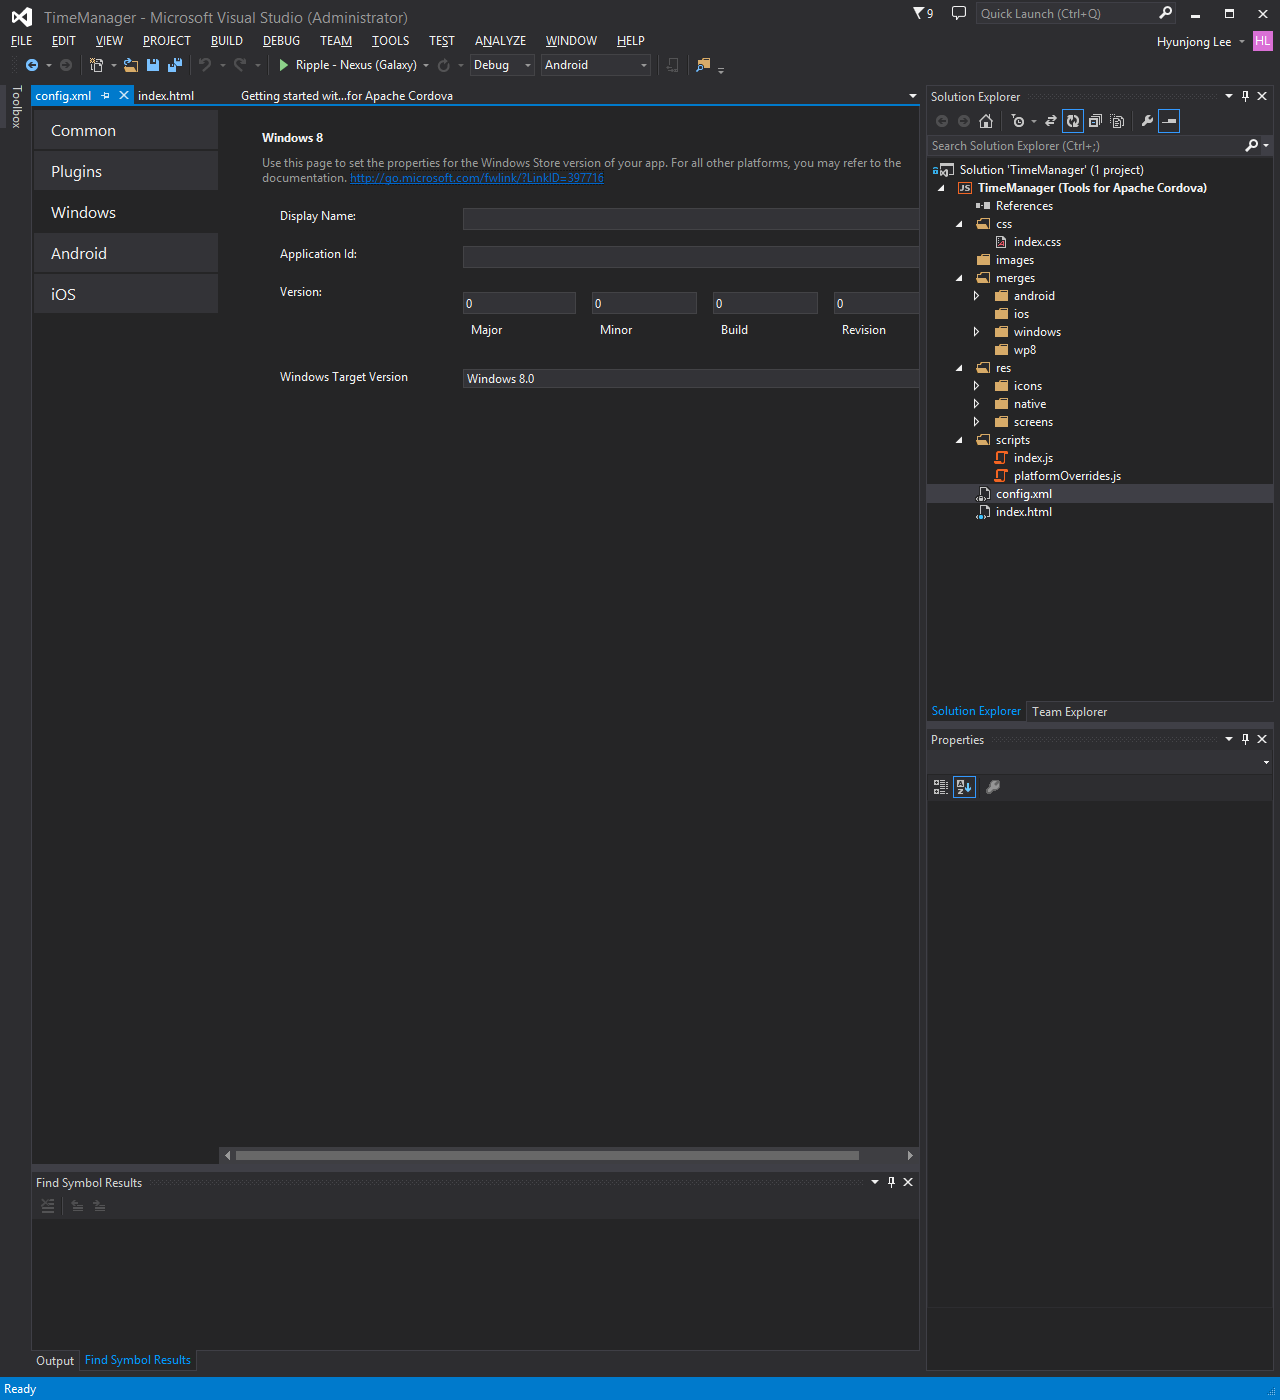 TimeManager - Microsoft Visual Studio (Administrator)
9
Quick Launch (Ctrl+Q)
FILE EDIT VIEW PROJECT BUILD DEBUG TEAM TOOLS TEST ANALYZE WINDOW HELP
Hyunjong Lee HL
Ripple - Nexus (Galaxy) Debug Android
Toolbox
config.xml index.html Getting started wit...for Apache Cordova
Common
Plugins
Windows
Android
iOS
Windows 8
Use this page to set the properties for the Windows Store version of your app. For all other platforms, you may refer to the
documentation. http://go.microsoft.com/fwlink/?LinkID=397716
Display Name:
Application Id:
Version:
0 0 0 0
Major Minor Build Revision
Windows Target Version Windows 8.0
Solution Explorer
Search Solution Explorer (Ctrl+;)
Solution 'TimeManager' (1 project)
JS TimeManager (Tools for Apache Cordova)
References
css
index.css
images
merges
android
ios
windows
wp8
res
icons
native
screens
scripts
index.js
platformOverrides.js
config.xml
index.html
Solution Explorer Team Explorer
Properties
Find Symbol Results
Output Find Symbol Results
Ready